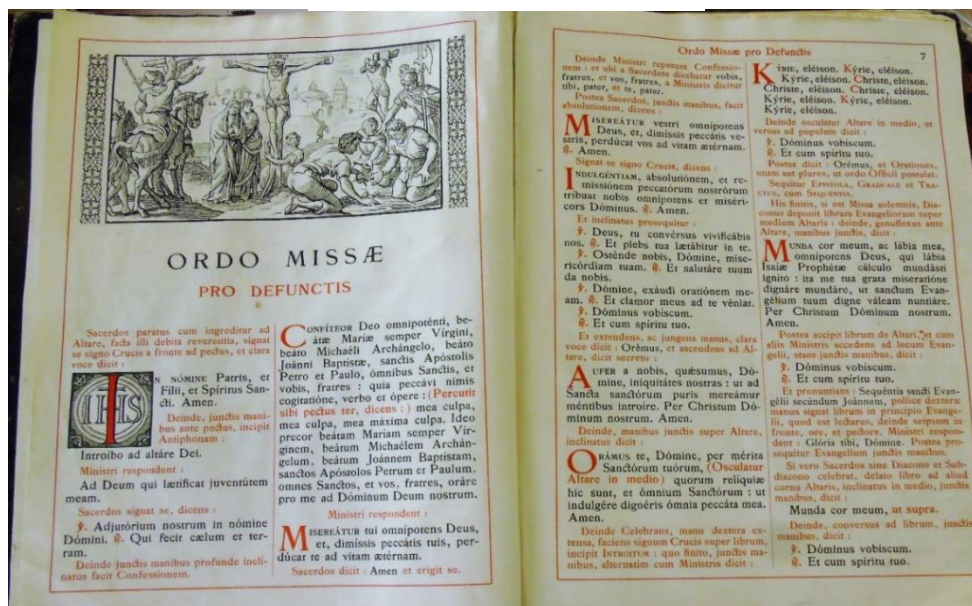 ORDO MISSÆ
PRO DEFUNCTIS
Sacerdos paratus cum ingreditur ad
Altare, facta illi debita reverentia, signat
se signo Crucis a fronte ad pectus, et clara
voce dicit :
IHS
IN NÓMINE Patris, et
Fílii, et Spíritus San-
cti. Amen.
Deinde, junctis mani-
bus ante pectus, incipit
Antiphonam :
Introíbo ad altáre Dei.
Ministri respondent :
Ad Deum qui lætíficat juventútem
meam.
Sacerdos signat se, dicens :
℣. Adjutórium nostrum in nómine
Dómini. ℟. Qui fecit cælum et ter-
ram.
Deinde junctis manibus profunde incli-
natus facit Confessionem.
CONFÍTEOR Deo omnipoténti, be-
átæ Maríæ semper Vírgini,
beáto Michaéli Archángelo, beáto
Joánni Baptístæ, sanctis Apóstolis
Petro et Paulo, ómnibus Sanctis, et
vobis, fratres : quia peccávi nimis
cogitatióne, verbo et ópere : (Percutit
sibi pectus ter, dicens :) mea culpa,
mea culpa, mea máxima culpa. Ideo
precor beátam Maríam semper Vír-
ginem, beátum Michaélem Archán-
gelum, beátum Joánnem Baptístam,
sanctos Apóstolos Petrum et Paulum.
omnes Sanctos, et vos, fratres, oráre
pro me ad Dóminum Deum nostrum.
Ministri respondent :
MISEREÁTUR tui omnípotens Deus,
et, dimíssis peccátis tuis, per-
dúcat te ad vitam ætérnam.
Sacerdos dicit : Amen et erigit se.
Ordo Missæ pro Defunctis
7
Deinde Ministri repetunt Confessio-
nem : et ubi a Sacerdote dicebatur vobis,
fratres, et vos, fratres, a Ministris dicitur
tibi, pater, et te, pater.
Postea Sacerdos, junctis manibus, facit
absolutionem, dicens :
MISEREÁTUR vestri omnípotens
Deus, et, dimíssis peccátis ve-
stris, perdúcat vos ad vitam ætérnam.
℟. Amen.
Signat se signo Crucis, dicens :
INDULGÉNTIAM, absolutiónem, et re-
missiónem peccatórum nostrórum
tríbuat nobis omnípotens et miséri-
cors Dóminus. ℟. Amen.
Et inclinatus prosequitur :
℣. Deus, tu convérsus vivificábis
nos. ℟. Et plebs tua lætábitur in te.
℣. Osténde nobis, Dómine, mise-
ricórdiam tuam. ℟. Et salutáre tuum
da nobis.
℣. Dómine, exáudi oratiónem me-
am. ℟. Et clamor meus ad te véniat.
℣. Dóminus vobíscum.
℟. Et cum spíritu tuo.
Et extendens, ac jungens manus, clara
voce dicit : Orémus, et ascendens ad Al-
tare, dicit secreto :
AUFER a nobis, quǽsumus, Dó-
mine, iniquitátes nostras : ut ad
Sancta sanctórum puris mereámur
méntibus introíre. Per Christum Dó-
minum nostrum. Amen.
Deinde, manibus junctis super Altare,
inclinatus dicit :
ORÁMUS te, Dómine, per mérita
Sanctórum tuórum, (Osculatur
Altare in medio) quorum relíquiæ
hic sunt, et ómnium Sanctórum : ut
indulgére dignéris ómnia peccáta mea.
Amen.
Deinde Celebrans, manu dextera ex-
tensa, faciens signum Crucis super librum,
incipit INTROITUM : quo finito, junctis ma-
nibus, alternatim cum Ministris dicit :
KÝRIE, eléison. Kýrie, eléison.
Kýrie, eléison. Christe, eléison.
Christe, eléison. Christe, eléison.
Kýrie, eléison. Kýrie, eléison.
Kýrie, eléison.
Deinde osculatur Altare in medio, et
versus ad populum dicit :
℣. Dóminus vobíscum.
℟. Et cum spíritu tuo.
Postea dicit : Orémus, et Orationes,
unam aut plures, ut ordo Officii postulat.
Sequitur EPISTOLA, GRADUALE et TRA-
CTUS, cum SEQUENTIA.
His finitis, si est Missa solemnis, Dia-
conus deponit librum Evangeliorum super
medium Altaris : deinde, genuflexus ante
Altare, manibus junctis, dicit :
MUNDA cor meum, ac lábia mea,
omnípotens Deus, qui lábia
Isaíæ Prophétæ cálculo mundásti
igníto : ita me tua grata miseratióne
dignáre mundáre, ut sanctum Evan-
gélium tuum digne váleam nuntiáre.
Per Christum Dóminum nostrum.
Amen.
Postea accipit librum de Altari, et cum
aliis Ministris accedens ad locum Evan-
gelii, stans junctis manibus, dicit :
℣. Dóminus vobíscum.
℟. Et cum spíritu tuo.
Et pronuntians : Sequéntia sancti Evan-
gélii secúndum Joánnem, pollice dexteræ
manus signat librum in principio Evange-
lii, quod est lecturus, deinde seipsum in
fronte, ore, et pectore. Ministri respon-
dent : Glória tibi, Dómine. Postea pro-
sequitur Evangelium junctis manibus.
Si vero Sacerdos sine Diacono et Sub-
diacono celebrat, delato libro ad aliud
cornu Altaris, inclinatus in medio, junctis
manibus, dicit :
Munda cor meum, ut supra.
Deinde, conversus ad librum, junctis
manibus, dicit :
℣. Dóminus vobíscum.
℟. Et cum spíritu tuo.